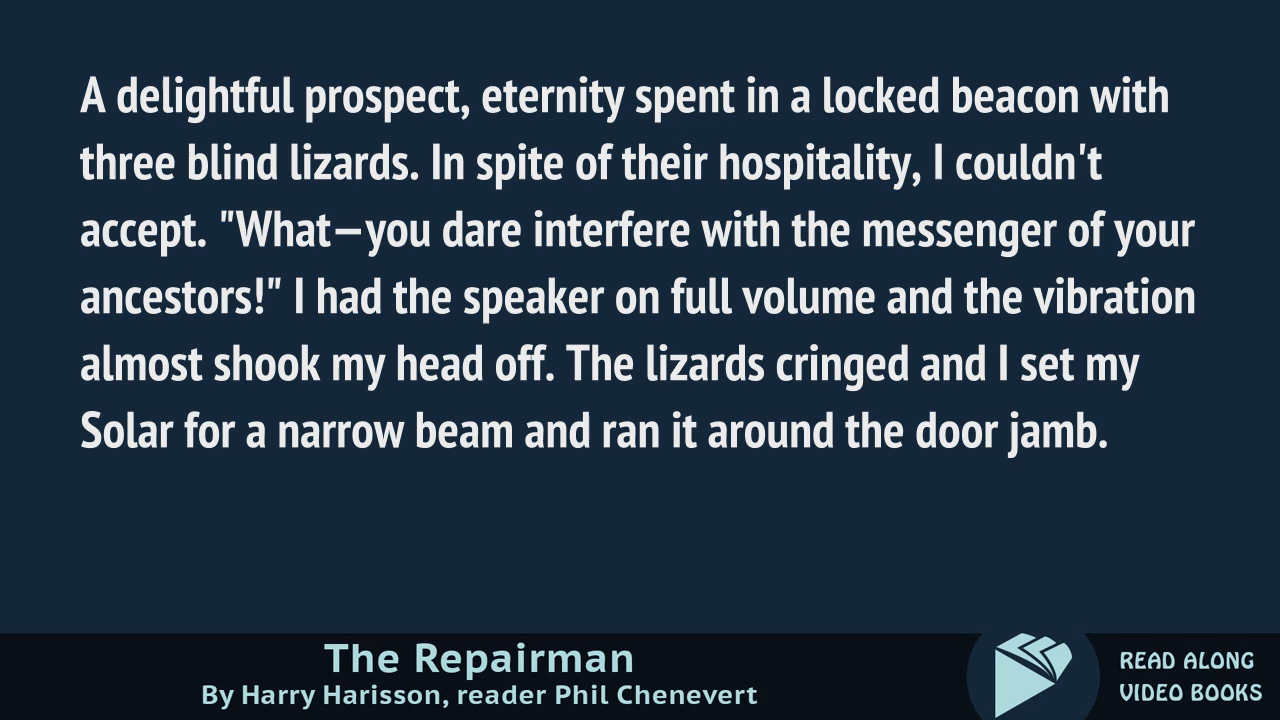 A delightful prospect, eternity spent in a locked beacon with
three blind lizards. In spite of their hospitality, I couldn't
accept. "What—you dare interfere with the messenger of your
ancestors!" I had the speaker on full volume and the vibration
almost shook my head off. The lizards cringed and I set my
Solar for a narrow beam and ran it around the door jamb.
The Repairman
By Harry Harisson, reader Phil Chenevert
READ ALONG
VIDEO BOOKS